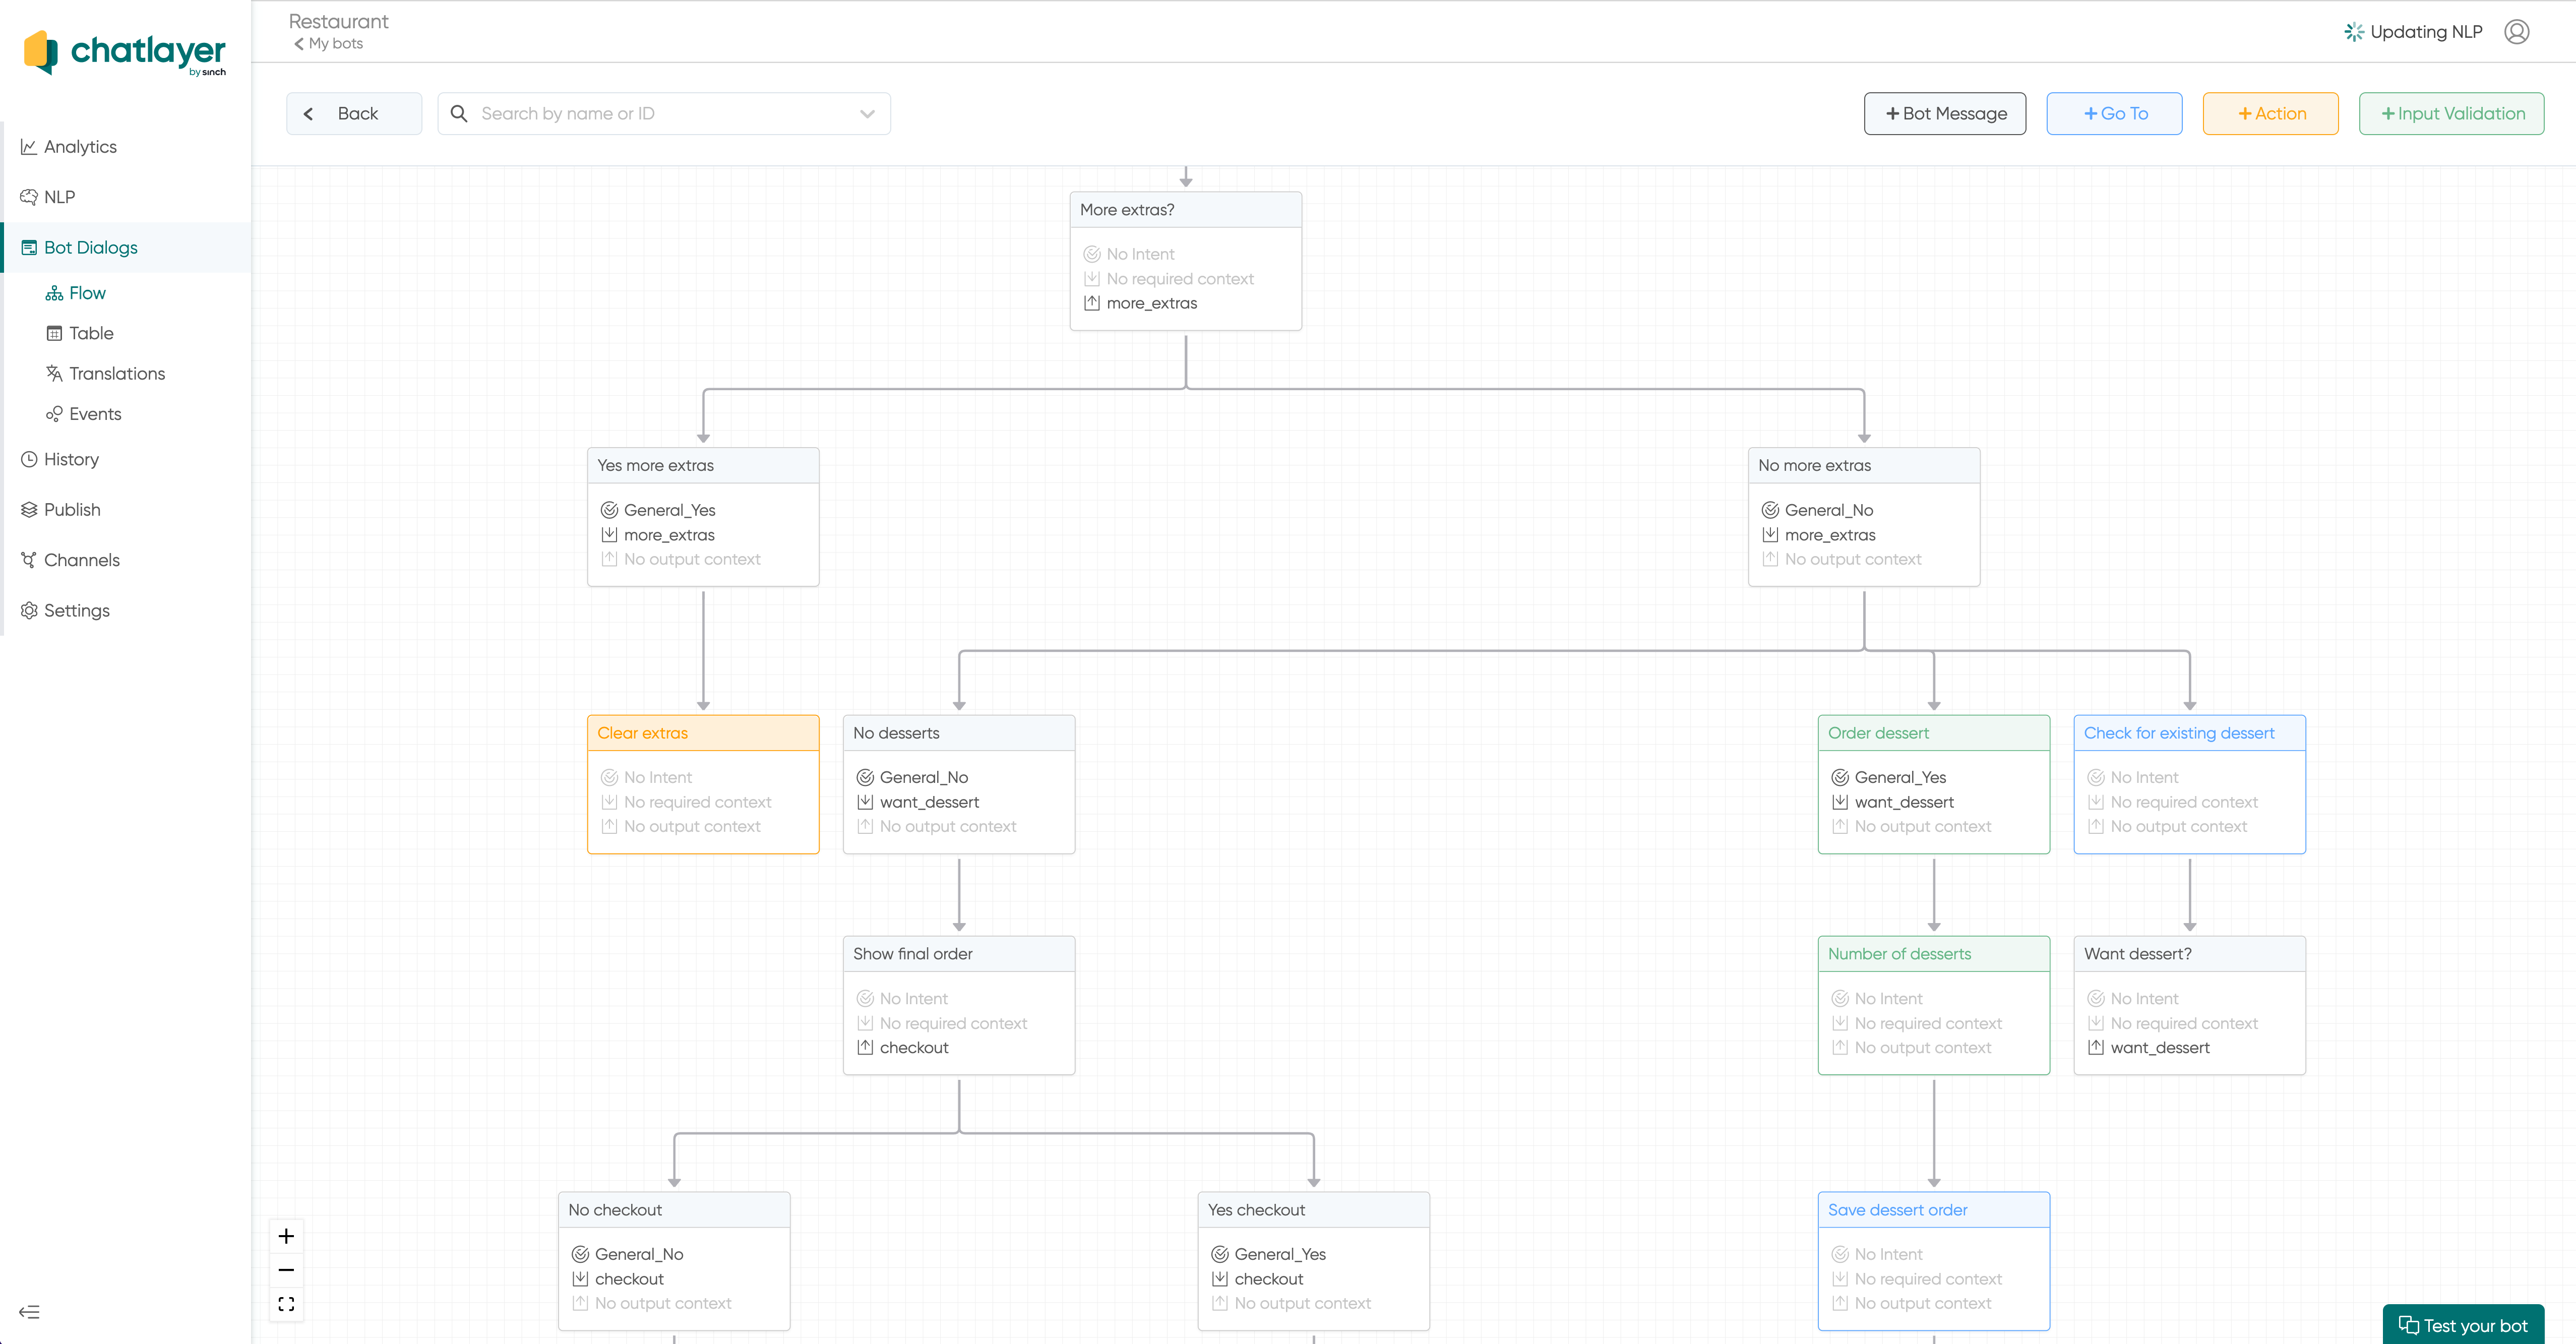 chatlayer
by sinch
Analytics
NLP
Bot Dialogs
Flow
Table
Translations
Events
History
Publish
Channels
Settings
Restaurant
My bots
Updating NLP
Back
Search by name or ID
+ Bot Message
+ Go To
+ Action
+ Input Validation
More extras?
No Intent
No required context
more_extras
Yes more extras
General_Yes
more_extras
No output context
No more extras
General_No
more_extras
No output context
Clear extras
No Intent
No required context
No output context
No desserts
General_No
want_dessert
No output context
Order dessert
General_Yes
want_dessert
No output context
Check for existing dessert
No Intent
No required context
No output context
Show final order
No Intent
No required context
checkout
Number of desserts
No Intent
No required context
No output context
Want dessert?
No Intent
No required context
want_dessert
No checkout
General_No
checkout
No output context
Yes checkout
General_Yes
checkout
No output context
Save dessert order
No Intent
No required context
No output context
Test your bot